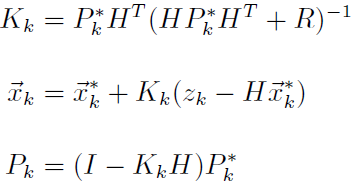 $K_k = P_k^* H^T (H P_k^* H^T + R)^{-1}$
$\vec{x}_k = \vec{x}_k^* + K_k (z_k - H \vec{x}_k^*)$
$P_k = (I - K_k H) P_k^*$